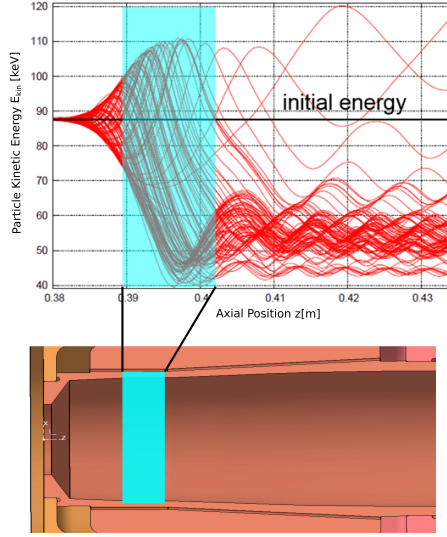 120
110
100
90
80
70
60
50
40
Particle Kinetic Energy E_kin [keV]
initial energy
0.38 0.39 0.4 0.41 0.42 0.43
Axial Position z[m]
x
z